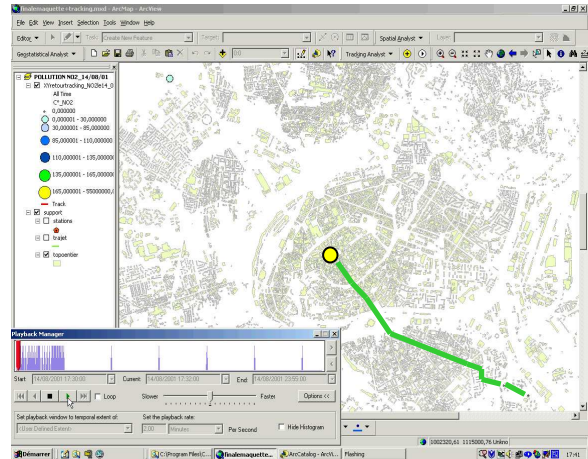 finalemaquette+tracking.mxd - ArcMap - ArcView
File Edit View Insert Selection Tools Window Help
Editor Task: Create New Feature Target: Spatial Analyst Layer:
Geostatistical Analyst 0:0 Tracking Analyst
POLLUTION NO2_14/08/01
XYretourtracking_NO2le14_0
All Time
C°_NO2
0,000000
0,000001 - 30,000000
30,000001 - 85,000000
85,000001 - 110,000000
110,000001 - 135,00000
135,000001 - 165,00000
165,000001 - 55000000,
Track
support
stations
trajet
topoentier
Playback Manager
Start: 14/08/2001 17:30:00 Current: 14/08/2001 17:32:00 End: 14/08/2001 23:55:00
Loop Slower Faster Options <<
Set playback window to temporal extent of: Set the playback rate:
<User Defined Extent> 2,00 Minutes Per Second Hide Histogram
1002320,61 1115000,76 Unkno
Démarrer C:\Program Files\C... finalemaquette... ArcCatalog - ArcVi... Flashing 17:41